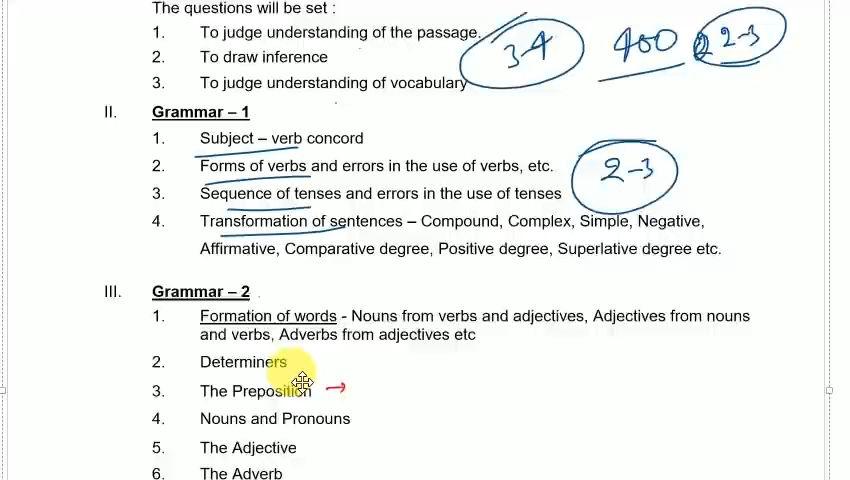 The questions will be set :
1. To judge understanding of the passage.
2. To draw inference
3. To judge understanding of vocabulary
3-4
400
2-3
II. Grammar – 1
1. Subject – verb concord
2. Forms of verbs and errors in the use of verbs, etc.
3. Sequence of tenses and errors in the use of tenses
2-3
4. Transformation of sentences – Compound, Complex, Simple, Negative,
Affirmative, Comparative degree, Positive degree, Superlative degree etc.
III. Grammar – 2
1. Formation of words - Nouns from verbs and adjectives, Adjectives from nouns
and verbs, Adverbs from adjectives etc
2. Determiners
3. The Preposition →
4. Nouns and Pronouns
5. The Adjective
6. The Adverb